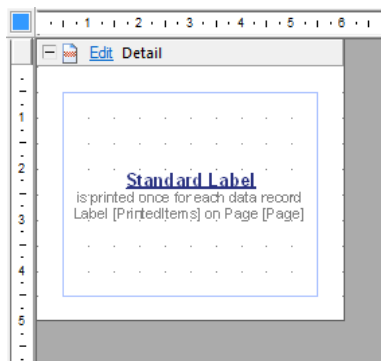 1 2 3 4 5 6
Edit Detail
1
2
3
4
5
Standard Label
is printed once for each data record
Label [PrintedItems] on Page [Page]